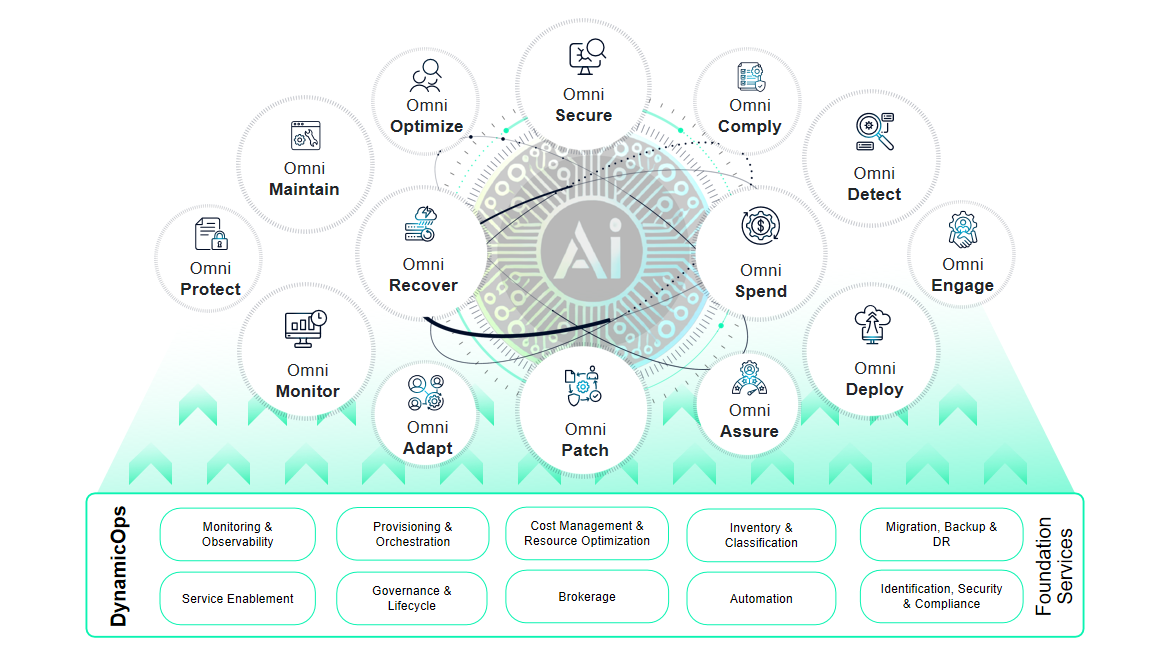 Omni
Optimize
Omni
Secure
Omni
Comply
Omni
Maintain
Omni
Detect
Omni
Protect
Omni
Recover
Ai
Omni
Spend
Omni
Engage
Omni
Monitor
Omni
Adapt
Omni
Patch
Omni
Assure
Omni
Deploy
DynamicOps
Monitoring &
Observability
Provisioning &
Orchestration
Cost Management &
Resource Optimization
Inventory &
Classification
Migration, Backup &
DR
Service Enablement
Governance &
Lifecycle
Brokerage
Automation
Identification, Security
& Compliance
Foundation
Services